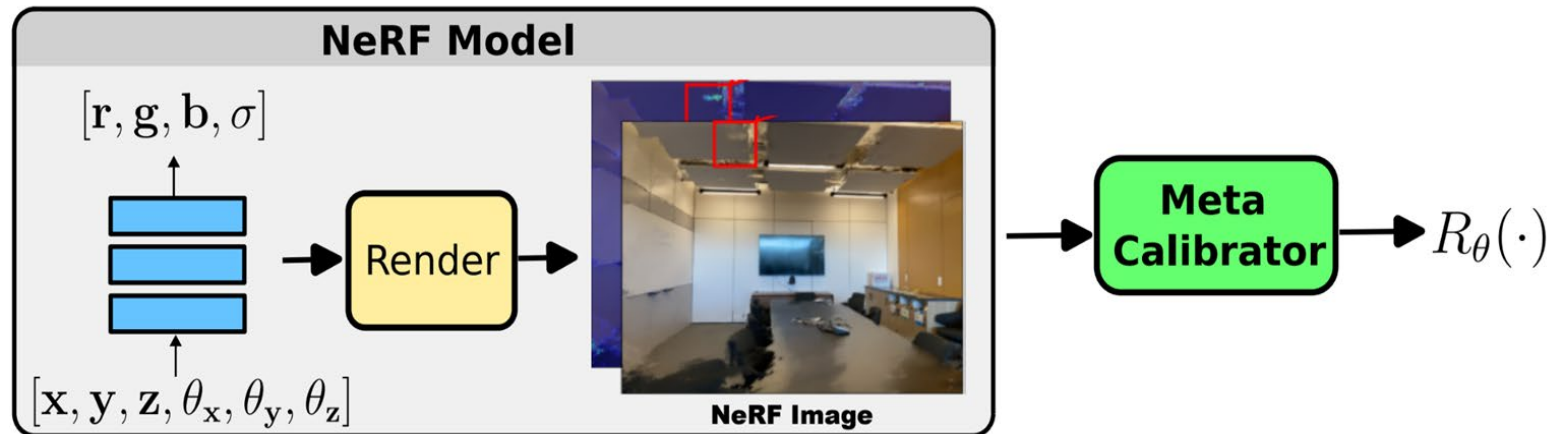 NeRF Model
[r, g, b, σ]
Render
[x, y, z, θx, θy, θz]
NeRF Image
Meta
Calibrator
Rθ(·)